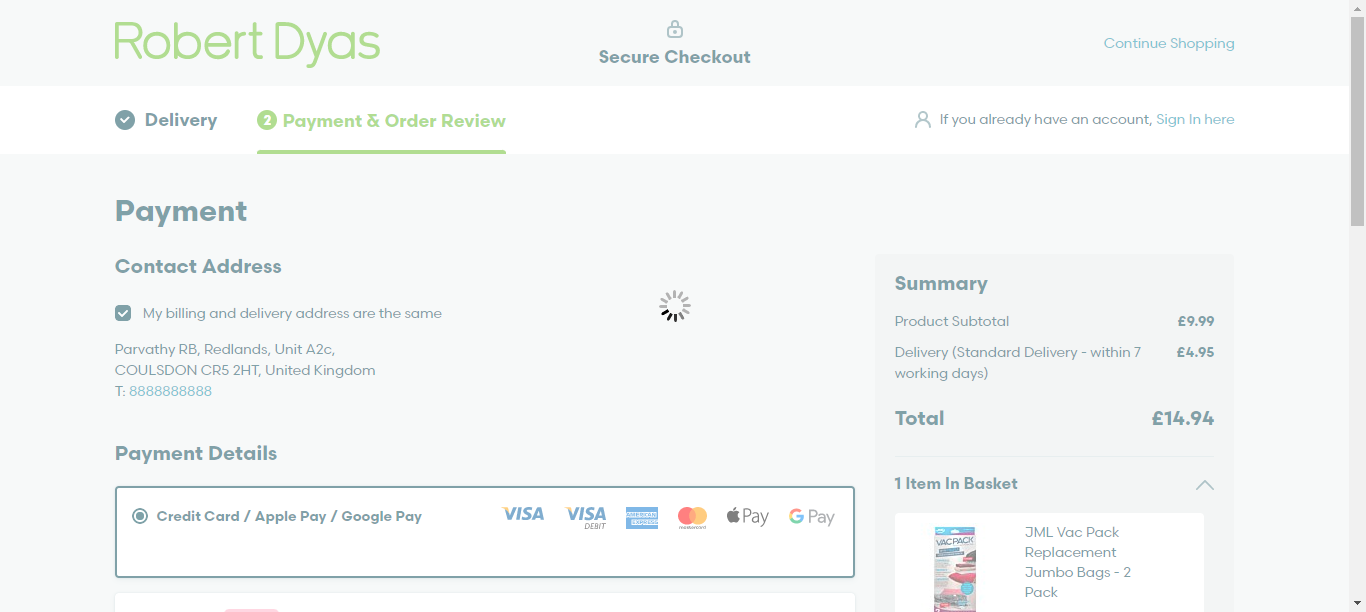 Robert Dyas
Secure Checkout
Continue Shopping
Delivery
2 Payment & Order Review
If you already have an account, Sign In here
Payment
Contact Address
My billing and delivery address are the same
Parvathy RB, Redlands, Unit A2c,
COULSDON CR5 2HT, United Kingdom
T: 8888888888
Payment Details
Credit Card / Apple Pay / Google Pay
VISA
VISA
DEBIT
AMERICAN
EXPRESS
mastercard
Pay
G Pay
Summary
Product Subtotal £9.99
Delivery (Standard Delivery - within 7 £4.95
working days)
Total £14.94
1 Item In Basket
VACPACK
JML Vac Pack
Replacement
Jumbo Bags - 2
Pack